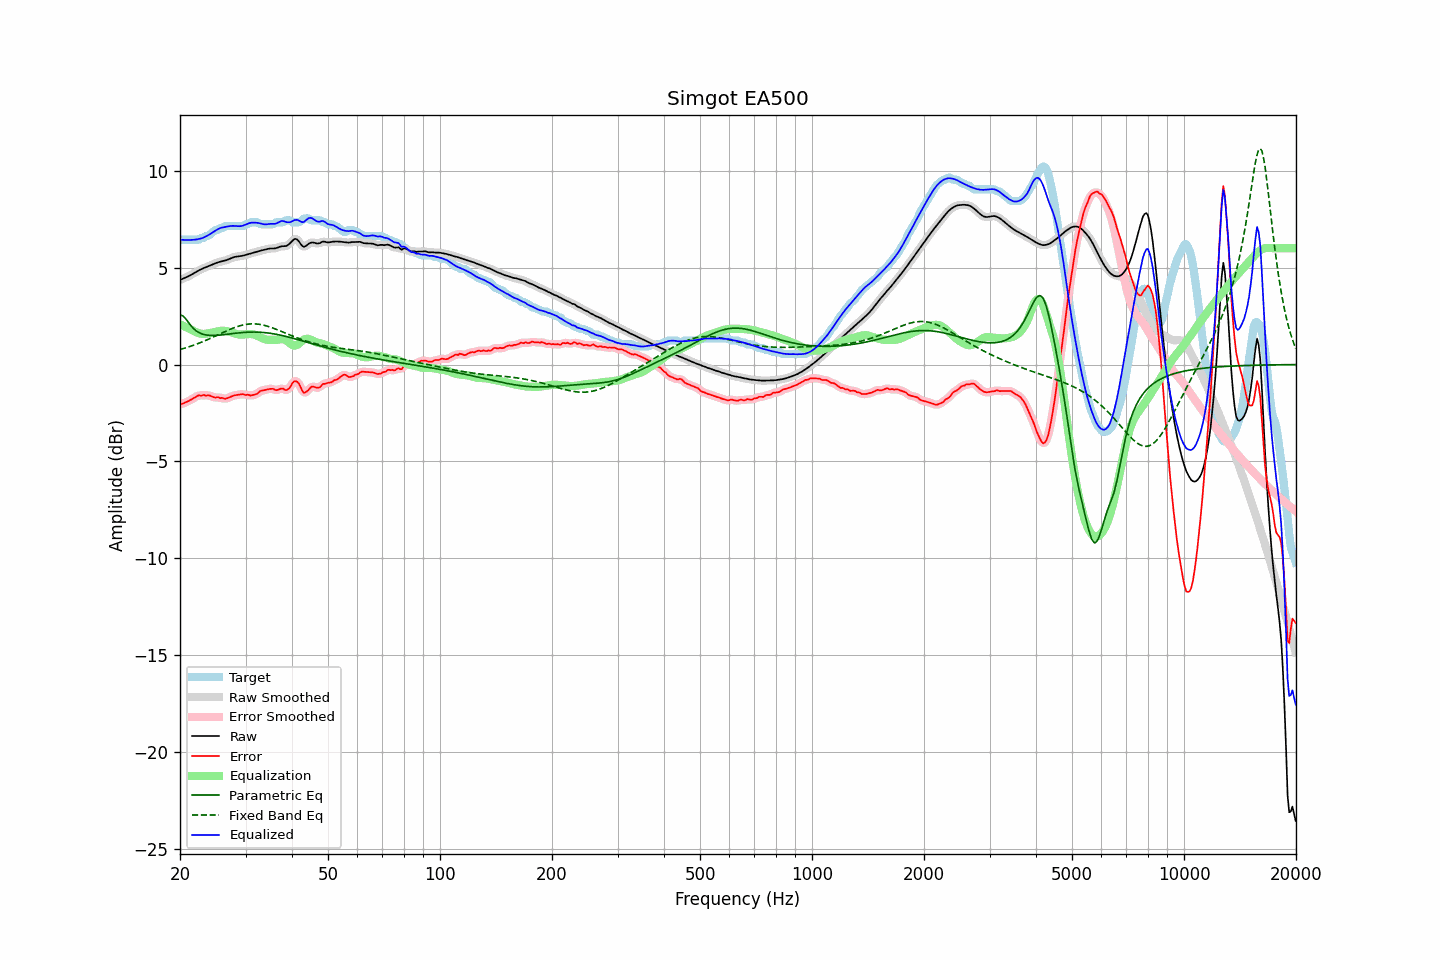 Simgot EA500
10
5
0
−5
−10
−15
−20
−25
Amplitude (dBr)
Target
Raw Smoothed
Error Smoothed
Raw
Error
Equalization
Parametric Eq
Fixed Band Eq
Equalized
20 50 100 200 500 1000 2000 5000 10000 20000
Frequency (Hz)